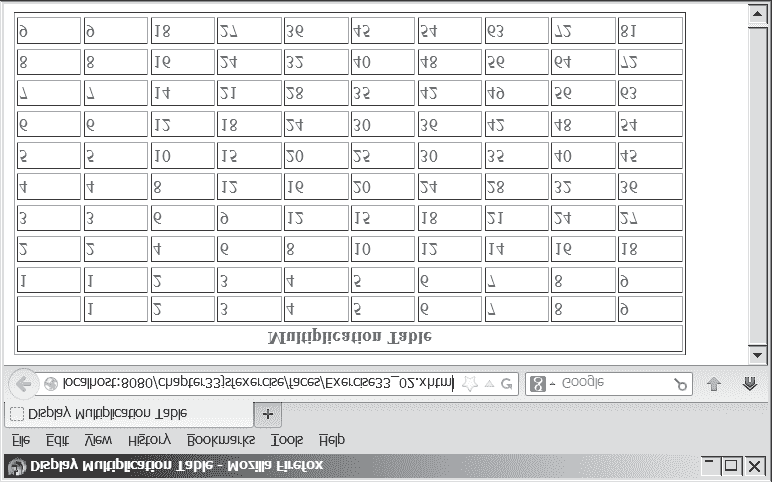 Display Multiplication Table - Mozilla Firefox
File Edit View History Bookmarks Tools Help
Display Multiplication Table +
localhost:8080/chapter33jsfexercise/faces/Exercise33_02.xhtml Google
Multiplication Table
1 2 3 4 5 6 7 8 9
1 1 2 3 4 5 6 7 8 9
2 2 4 6 8 10 12 14 16 18
3 3 6 9 12 15 18 21 24 27
4 4 8 12 16 20 24 28 32 36
5 5 10 15 20 25 30 35 40 45
6 6 12 18 24 30 36 42 48 54
7 7 14 21 28 35 42 49 56 63
8 8 16 24 32 40 48 56 64 72
9 9 18 27 36 45 54 63 72 81